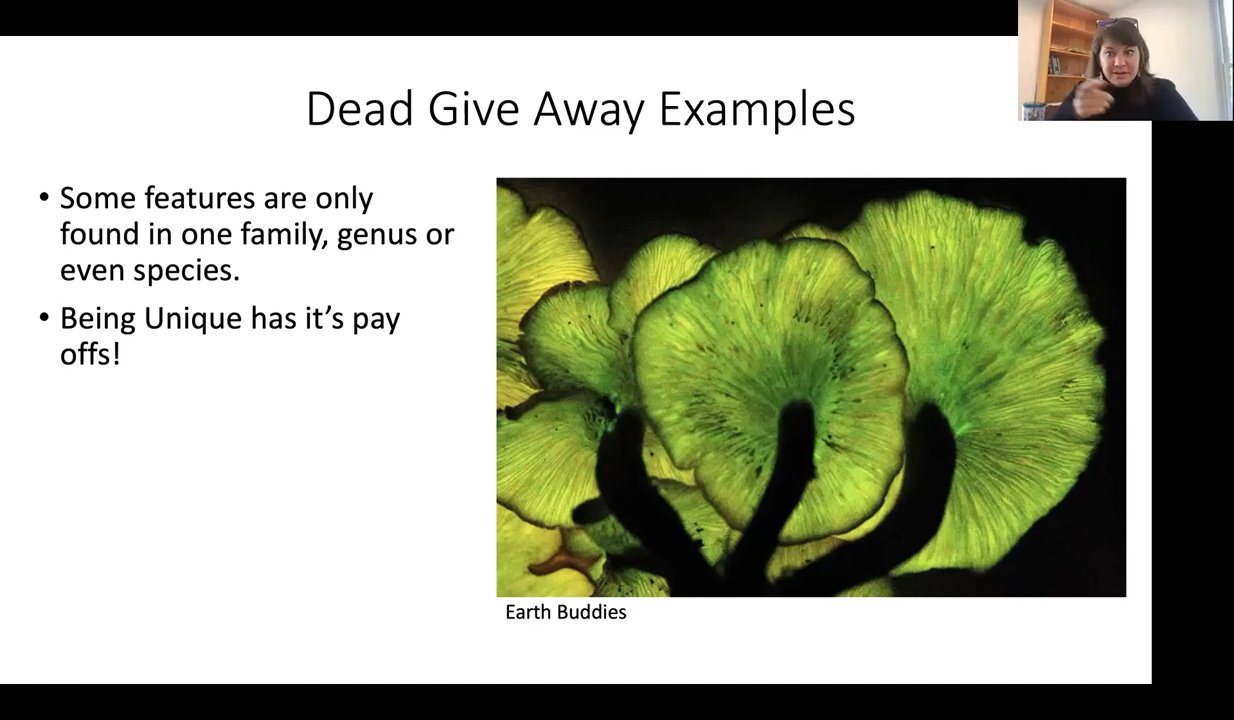 Dead Give Away Examples
• Some features are only
found in one family, genus or
even species.
• Being Unique has it’s pay
offs!
Earth Buddies